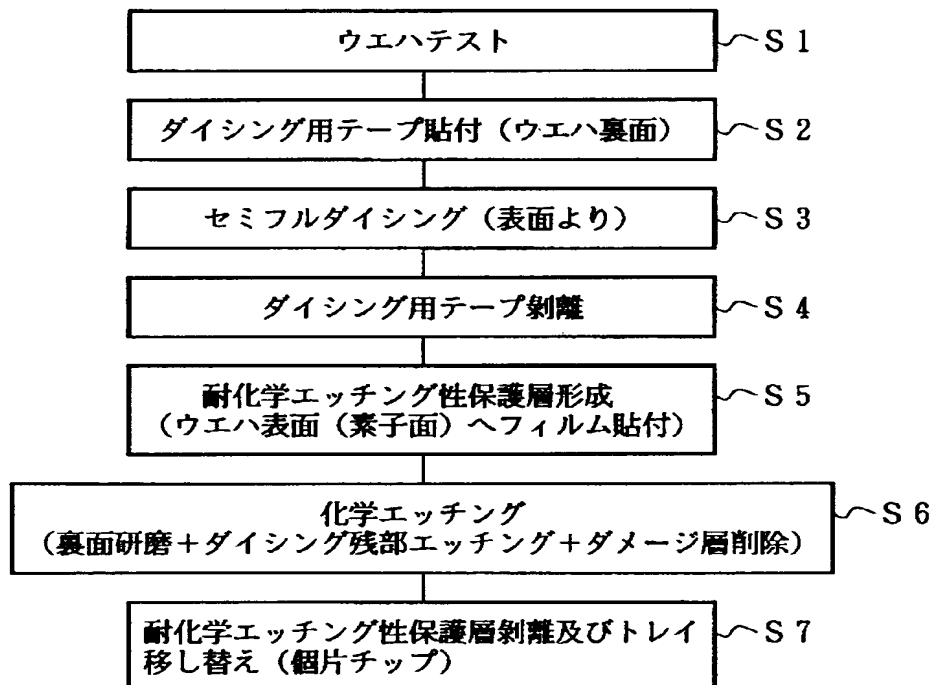 ウエハテスト
S1
ダイシング用テープ貼付（ウエハ裏面）
S2
セミフルダイシング（表面より）
S3
ダイシング用テープ剥離
S4
耐化学エッチング性保護層形成
（ウエハ表面（素子面）へフィルム貼付）
S5
化学エッチング
（裏面研磨＋ダイシング残部エッチング＋ダメージ層削除）
S6
耐化学エッチング性保護層剥離及びトレイ
移し替え（個片チップ）
S7